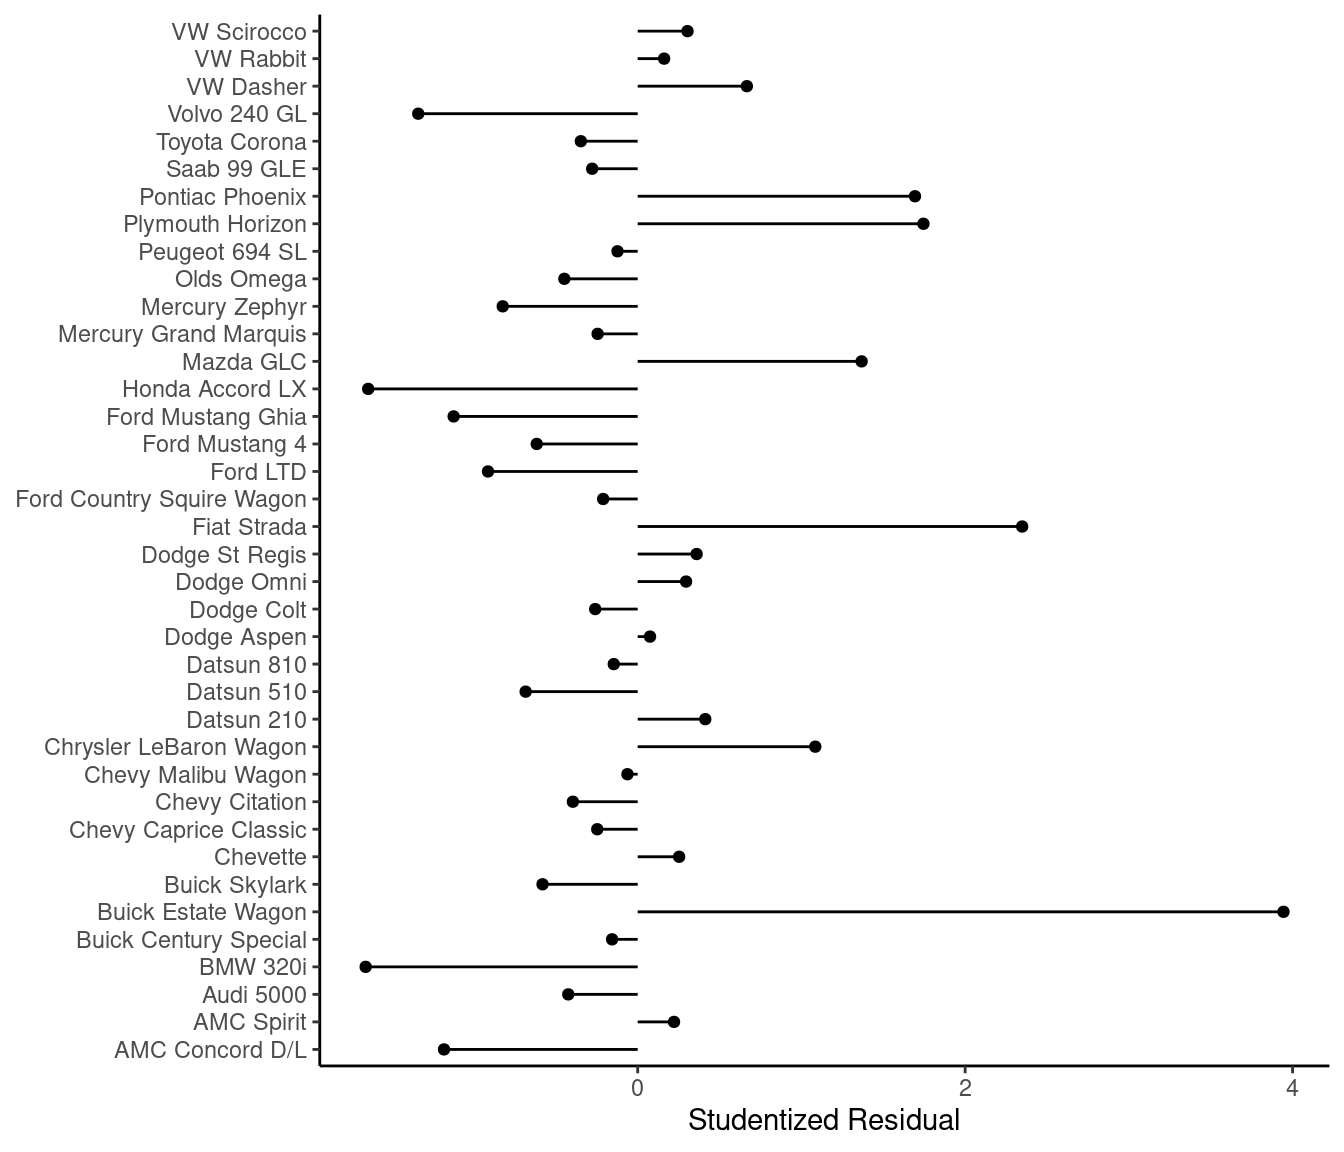 VW Scirocco
VW Rabbit
VW Dasher
Volvo 240 GL
Toyota Corona
Saab 99 GLE
Pontiac Phoenix
Plymouth Horizon
Peugeot 694 SL
Olds Omega
Mercury Zephyr
Mercury Grand Marquis
Mazda GLC
Honda Accord LX
Ford Mustang Ghia
Ford Mustang 4
Ford LTD
Ford Country Squire Wagon
Fiat Strada
Dodge St Regis
Dodge Omni
Dodge Colt
Dodge Aspen
Datsun 810
Datsun 510
Datsun 210
Chrysler LeBaron Wagon
Chevy Malibu Wagon
Chevy Citation
Chevy Caprice Classic
Chevette
Buick Skylark
Buick Estate Wagon
Buick Century Special
BMW 320i
Audi 5000
AMC Spirit
AMC Concord D/L
0 2 4
Studentized Residual